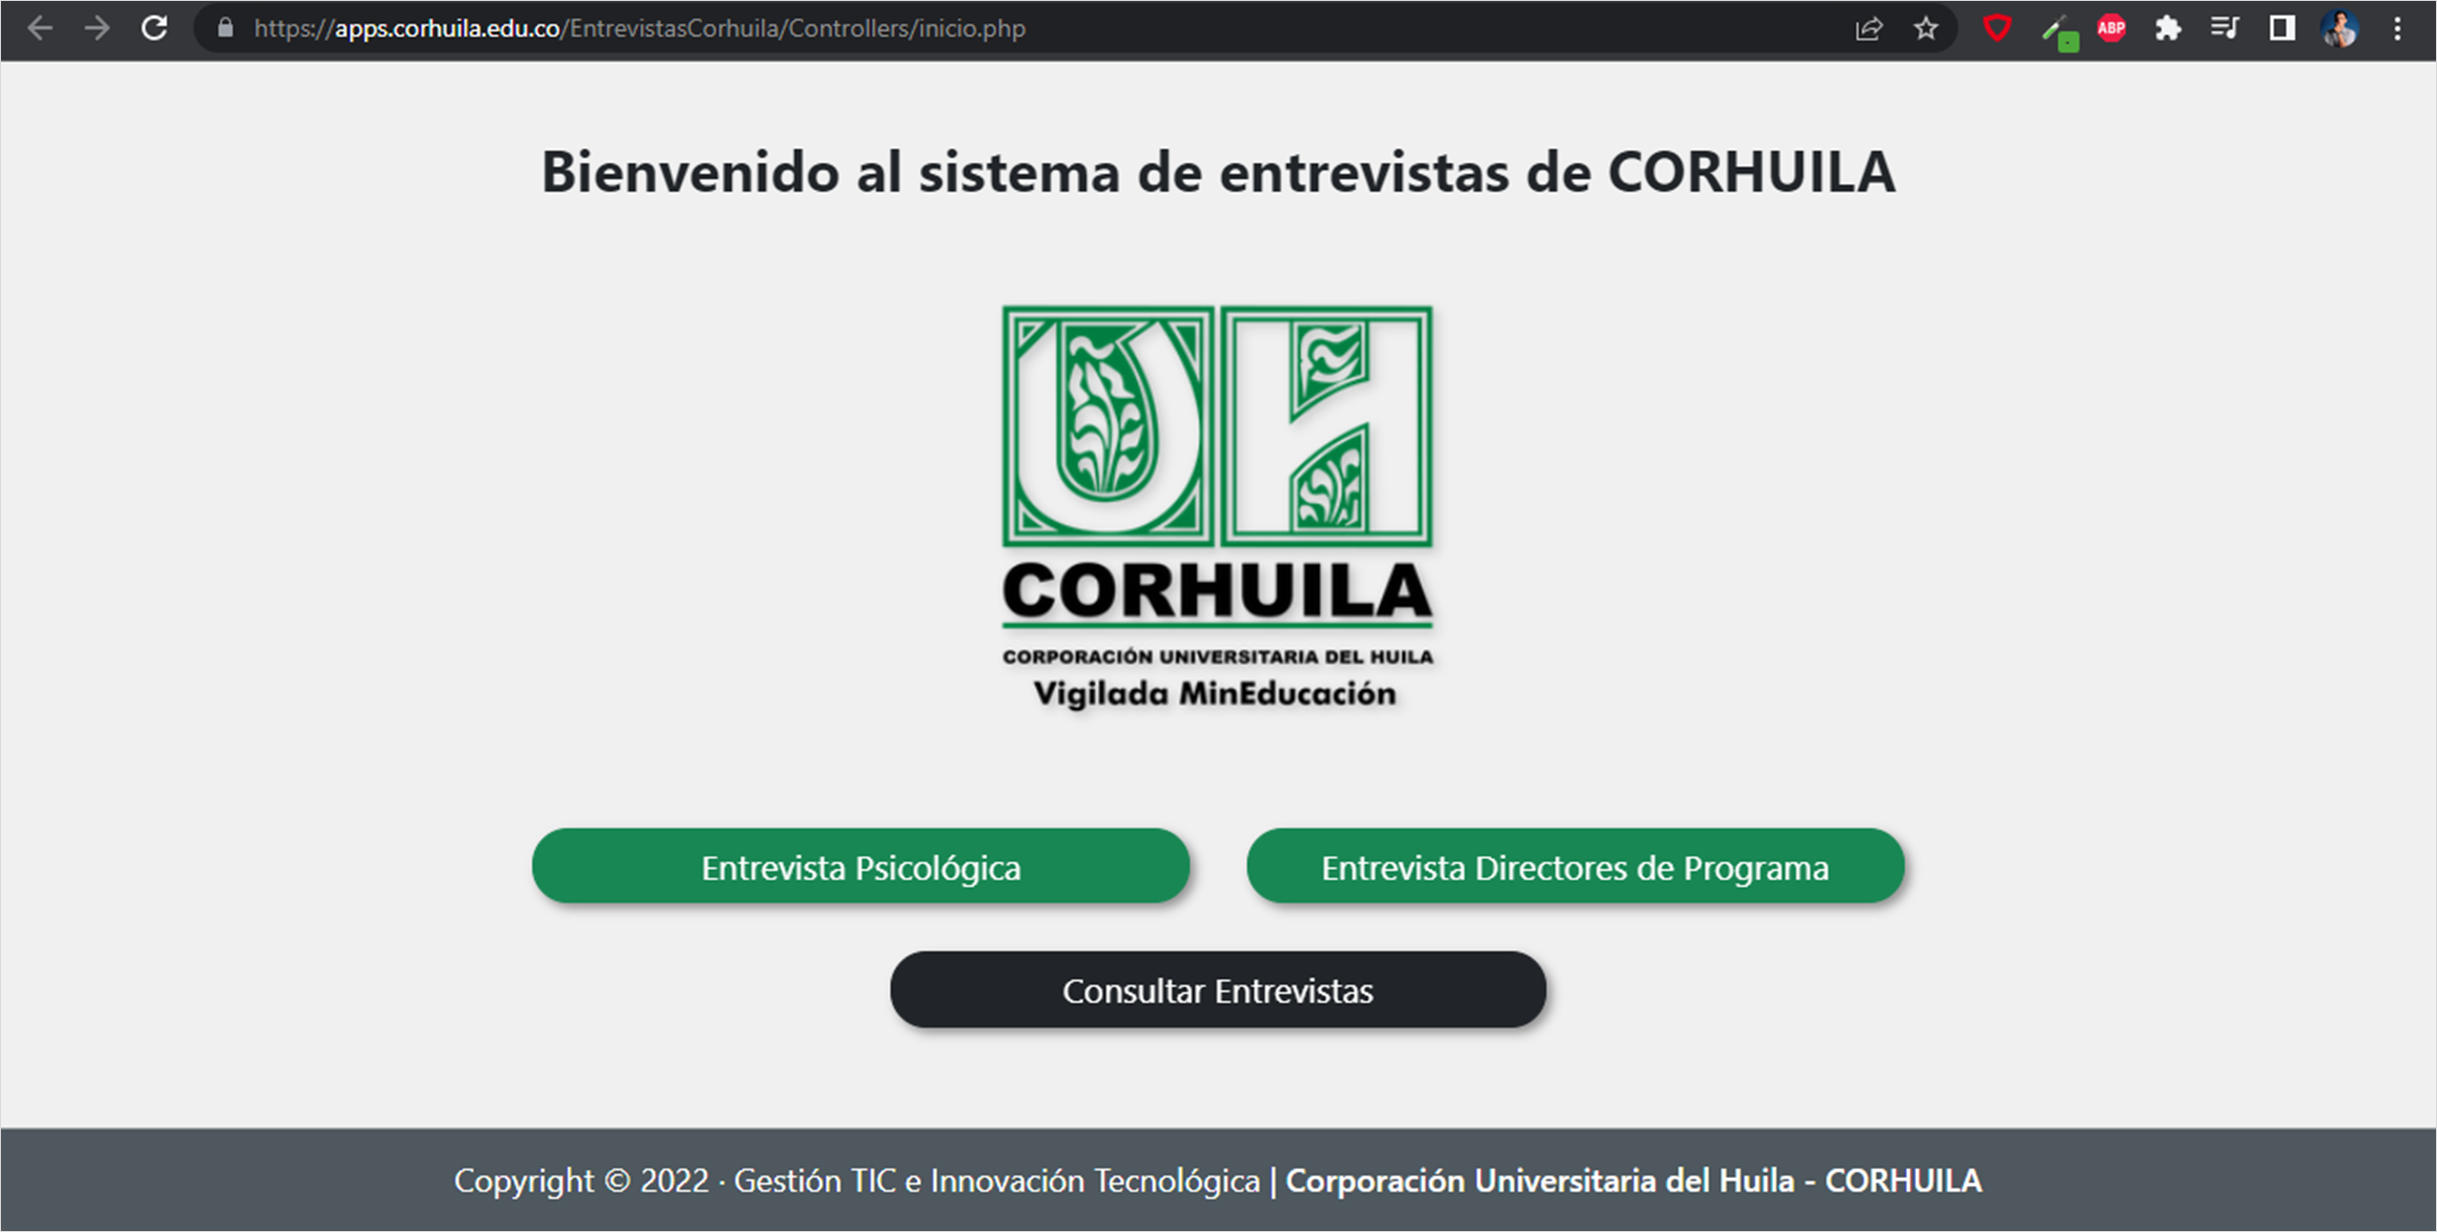 https://apps.corhuila.edu.co/EntrevistasCorhuila/Controllers/inicio.php
ABP
Bienvenido al sistema de entrevistas de CORHUILA
UH
CORHUILA
CORPORACIÓN UNIVERSITARIA DEL HUILA
Vigilada MinEducación
Entrevista Psicológica
Entrevista Directores de Programa
Consultar Entrevistas
Copyright © 2022 · Gestión TIC e Innovación Tecnológica | Corporación Universitaria del Huila - CORHUILA